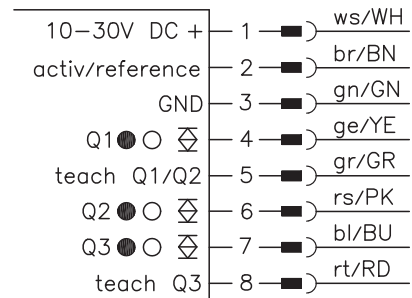 10-30V DC + 1 ws/WH
activ/reference 2 br/BN
GND 3 gn/GN
Q1 4 ge/YE
teach Q1/Q2 5 gr/GR
Q2 6 rs/PK
Q3 7 bl/BU
teach Q3 8 rt/RD